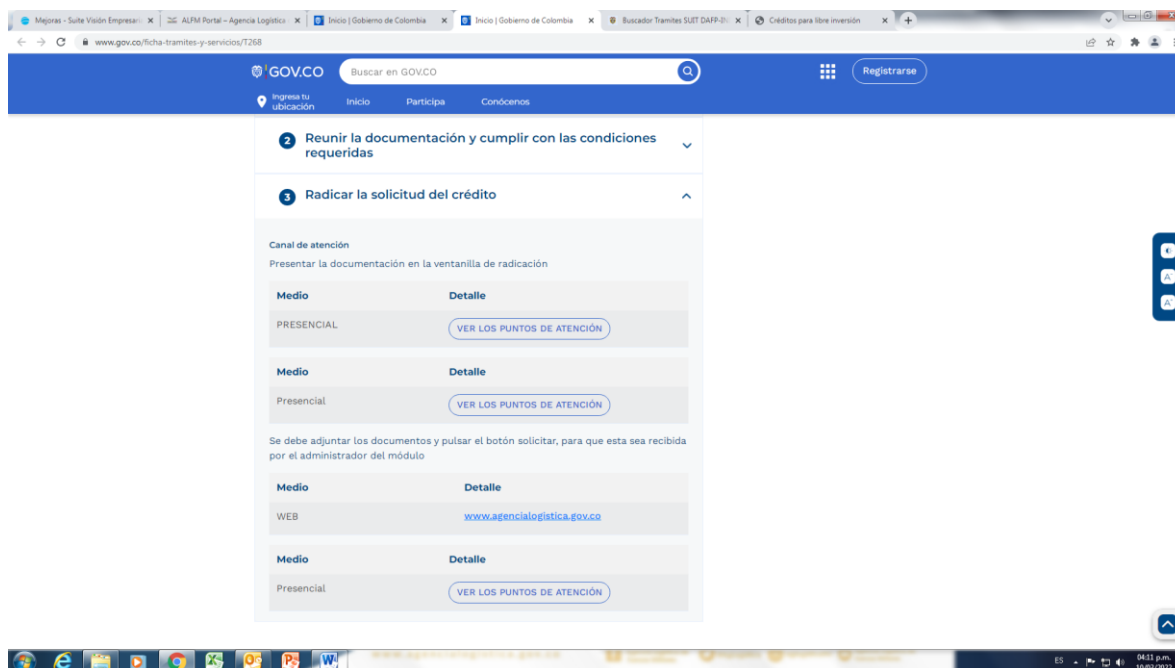 Mejoras - Suite Visión Empresari
ALFM Portal – Agencia Logística
Inicio | Gobierno de Colombia
Inicio | Gobierno de Colombia
Buscador Tramites SUIT DAFP
Créditos para libre inversión
www.gov.co/ficha-tramites-y-servicios/T268
GOV.CO
Buscar en GOV.CO
Registrarse
Ingresa tu
ubicación
Inicio
Participa
Conócenos
2 Reunir la documentación y cumplir con las condiciones
requeridas
3 Radicar la solicitud del crédito
Canal de atención
Presentar la documentación en la ventanilla de radicación
Medio Detalle
PRESENCIAL VER LOS PUNTOS DE ATENCIÓN
Medio Detalle
Presencial VER LOS PUNTOS DE ATENCIÓN
Se debe adjuntar los documentos y pulsar el botón solicitar, para que esta sea recibida
por el administrador del módulo
Medio Detalle
WEB www.agencialogistica.gov.co
Medio Detalle
Presencial VER LOS PUNTOS DE ATENCIÓN
ES
04:11 p.m.